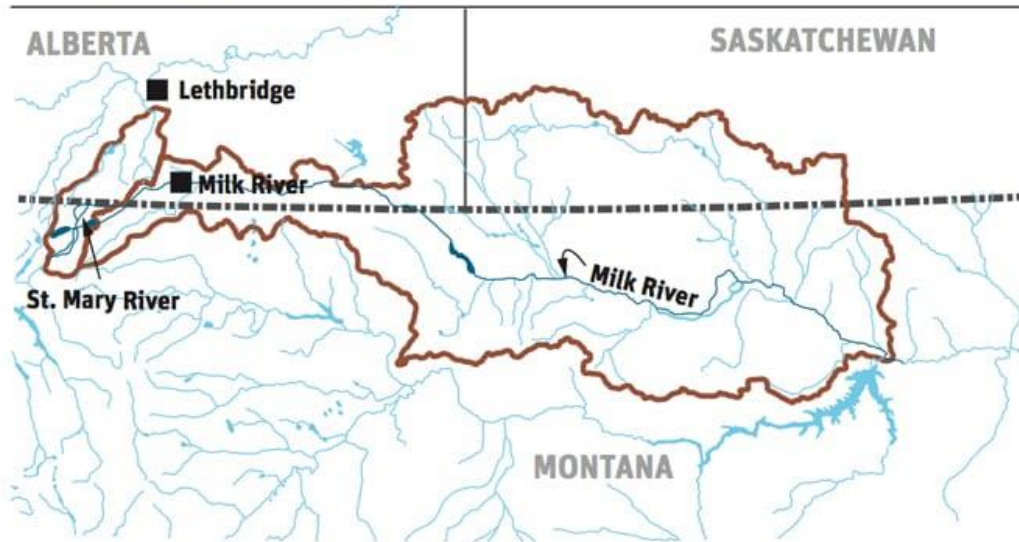 ALBERTA
SASKATCHEWAN
Lethbridge
Milk River
St. Mary River
Milk River
MONTANA